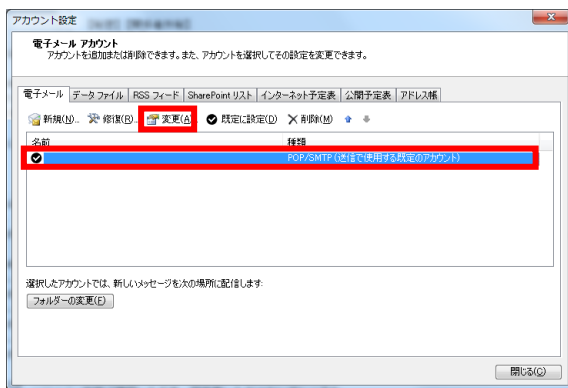 アカウント設定
電子メール アカウント
アカウントを追加または削除できます。また、アカウントを選択してその設定を変更できます。
電子メール データ ファイル RSS フィード SharePoint リスト インターネット予定表 公開予定表 アドレス帳
新規(N)... 修復(R)... 変更(A) 既定に設定(D) 削除(M)
名前 種類
POP/SMTP (送信で使用する既定のアカウント)
選択したアカウントでは、新しいメッセージを次の場所に配信します:
フォルダーの変更(F)
閉じる(C)